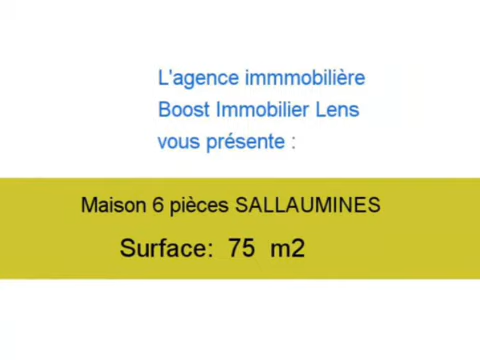 L'agence immmobilière
Boost Immobilier Lens
vous présente :
Maison 6 pièces SALLAUMINES
Surface: 75 m2